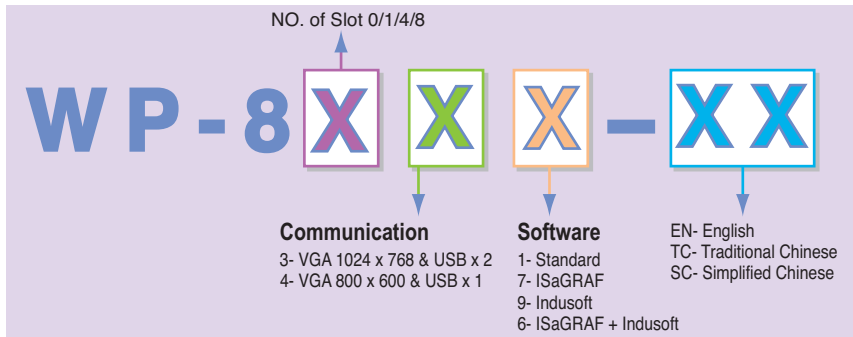 NO. of Slot 0/1/4/8
WP-8XXX-XX
Communication
3- VGA 1024 x 768 & USB x 2
4- VGA 800 x 600 & USB x 1
Software
1- Standard
7- ISaGRAF
9- Indusoft
6- ISaGRAF + Indusoft
EN- English
TC- Traditional Chinese
SC- Simplified Chinese